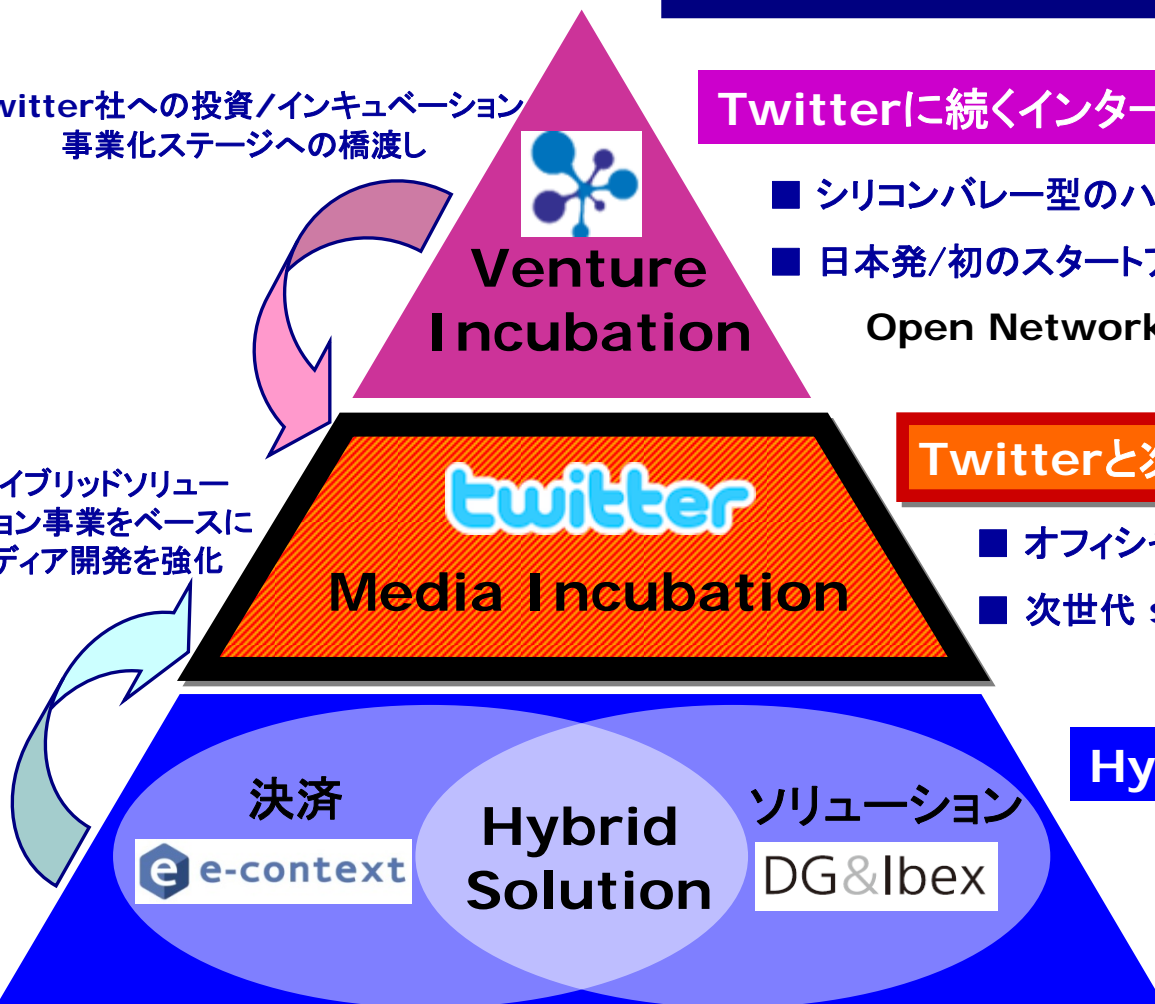 witter社への投資/インキュベーション
事業化ステージへの橋渡し
Twitterに続くインター
■ シリコンバレー型のハ
■ 日本発/初のスタート
Open Network
Venture
Incubation
Twitterと
イブリッドソリュー
ョン事業をベースに
ディア開発を強化
twitter
Media Incubation
■ オフィシ
■ 次世代 s
Hy
決済
e-context
Hybrid
Solution
ソリューション
DG&Ibex